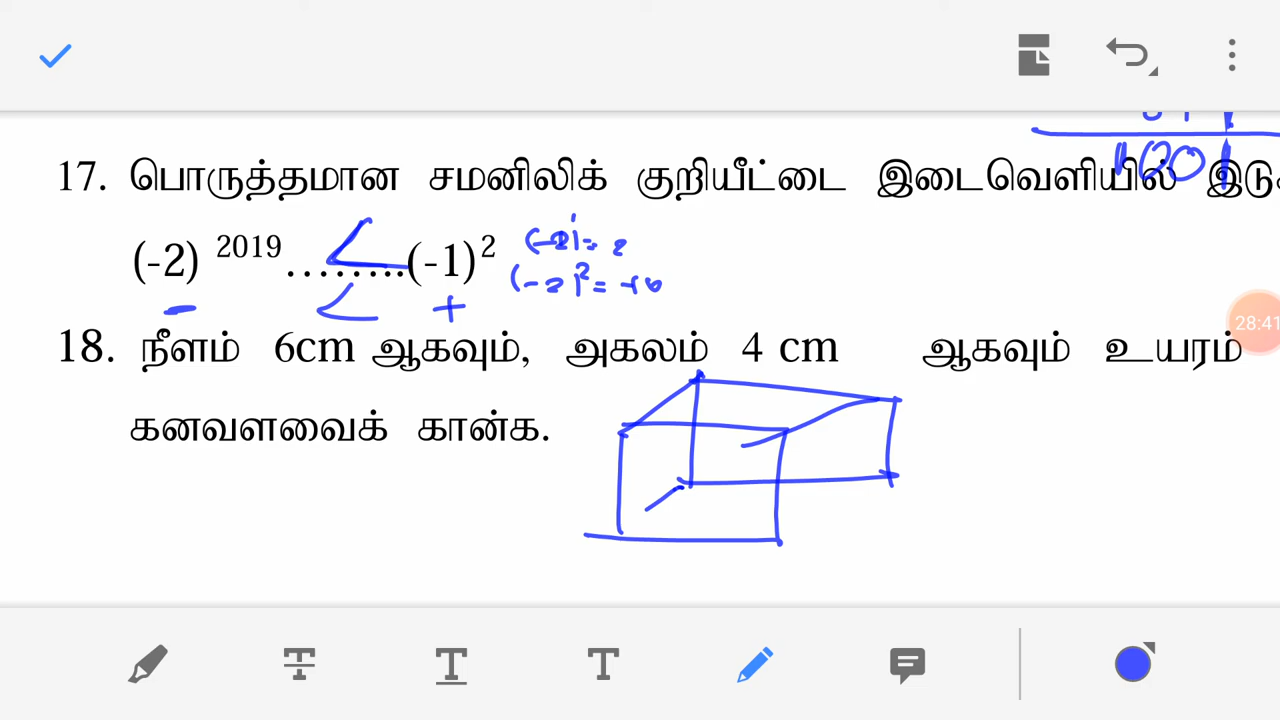 1001
17. பொருத்தமான சமனிலிக் குறியீட்டை இடைவெளியில்
(-2) 2019 < ……..(-1)2
- < +
18. நீளம் 6cm ஆகவும், அகலம் 4 cm ஆகவும் உயரம்
கனவளவைக் கான்க.
28:41